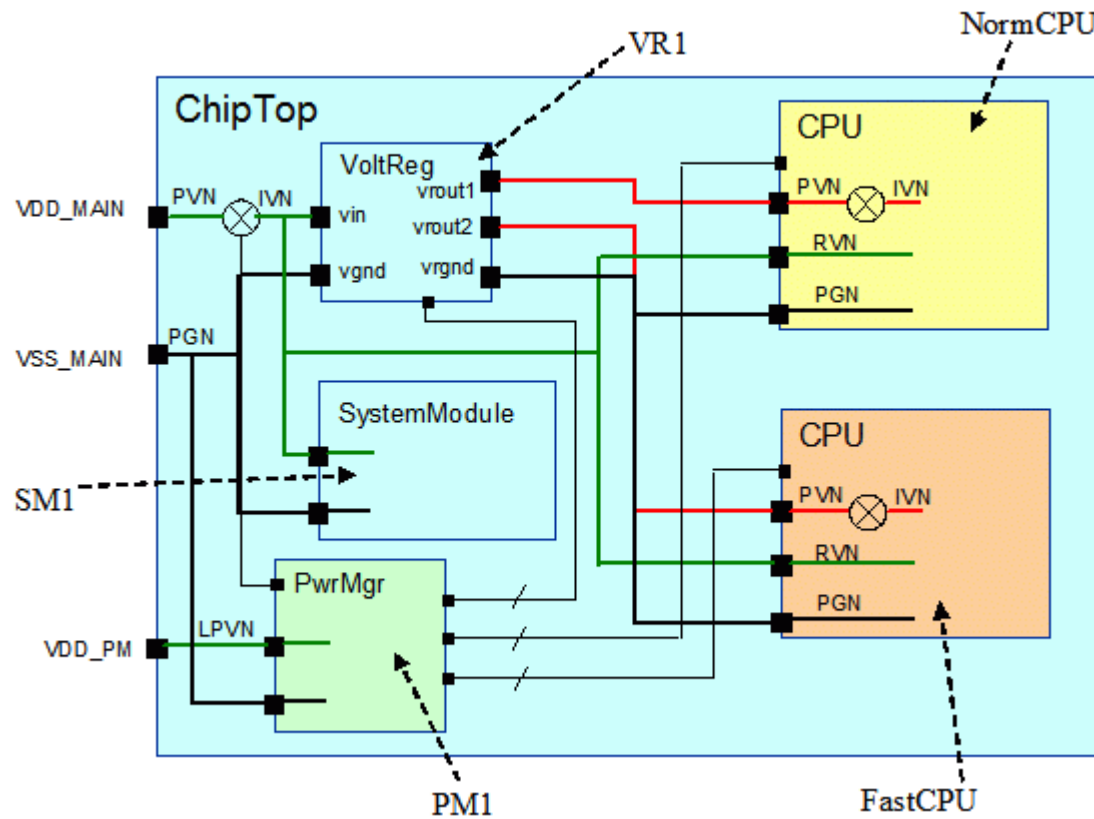 NormCPU
VR1
ChipTop
CPU
VoltReg
vrout1
PVN
IVN
PVN
IVN
VDD_MAIN
vin
vrout2
RVN
vgnd
vrgnd
PGN
PGN
VSS_MAIN
SystemModule
CPU
SM1
PVN
IVN
RVN
PwrMgr
PGN
LPVN
VDD_PM
PM1
FastCPU